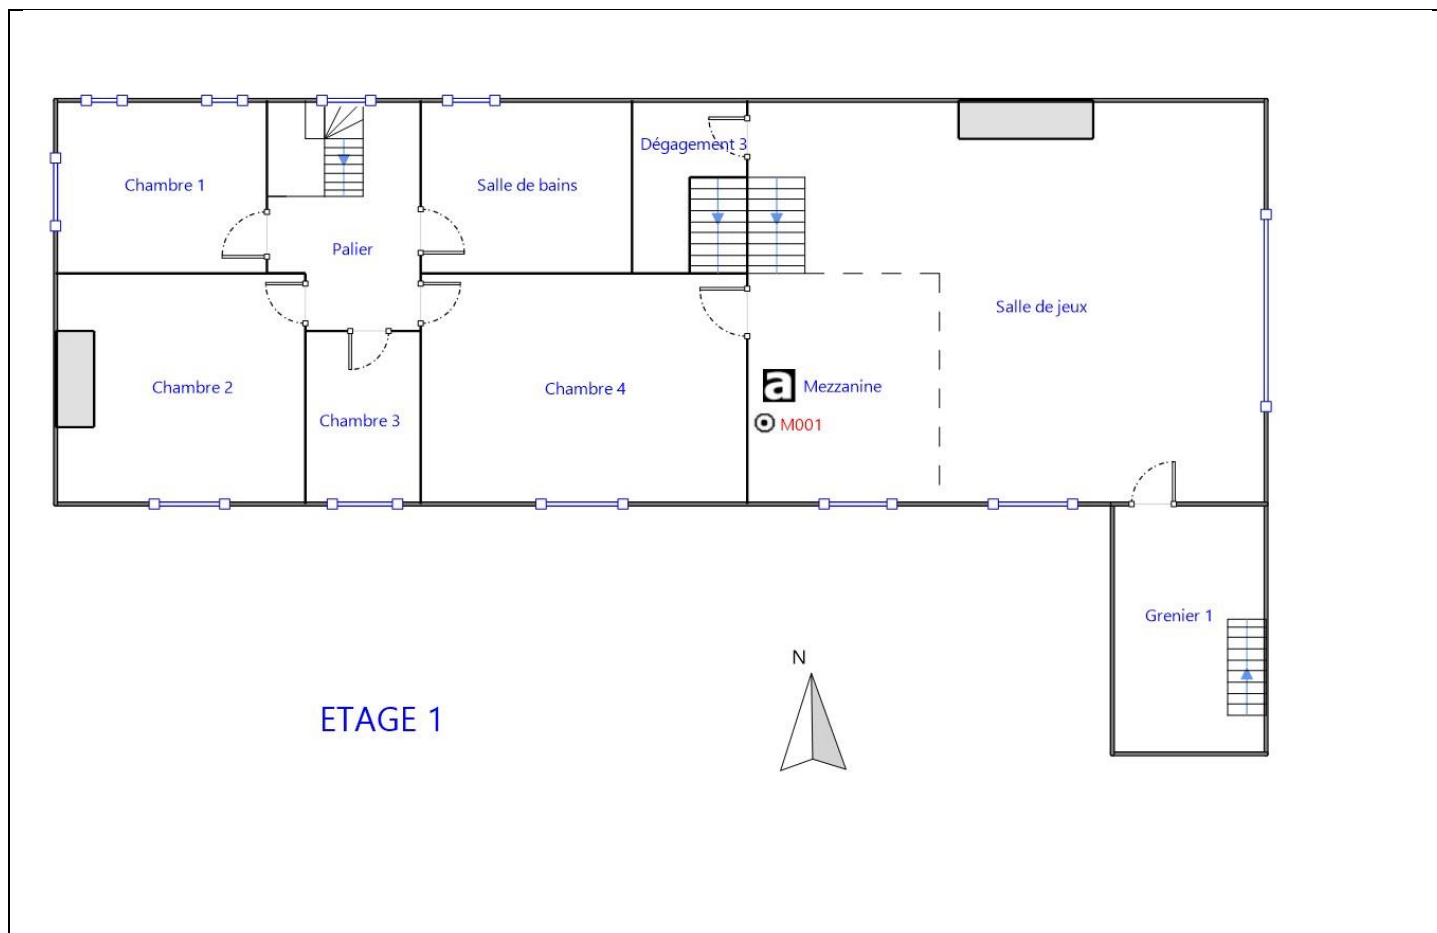 Dégagement 3
Chambre 1
Salle de bains
Palier
Salle de jeux
Chambre 2
Chambre 4
a Mezzanine
Chambre 3
M001
Grenier 1
N
ETAGE 1